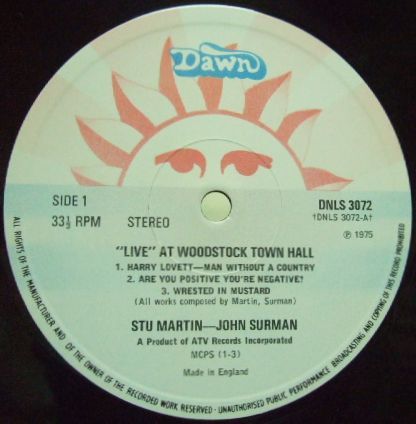 Dawn
SIDE 1
33⅓ RPM STEREO
DNLS 3072
†DNLS 3072-A†
℗ 1975
"LIVE" AT WOODSTOCK TOWN HALL
1. HARRY LOVETT—MAN WITHOUT A COUNTRY
2. ARE YOU POSITIVE YOU'RE NEGATIVE?
3. WRESTED IN MUSTARD
(All works composed by Martin, Surman)
STU MARTIN—JOHN SURMAN
A Product of ATV Records Incorporated
MCPS (1-3)
Made in England
ALL RIGHTS OF THE MANUFACTURER AND OF THE OWNER OF THE RECORDED WORK RESERVED · UNAUTHORISED PUBLIC PERFORMANCE, BROADCASTING AND COPYING OF THIS RECORD PROHIBITED